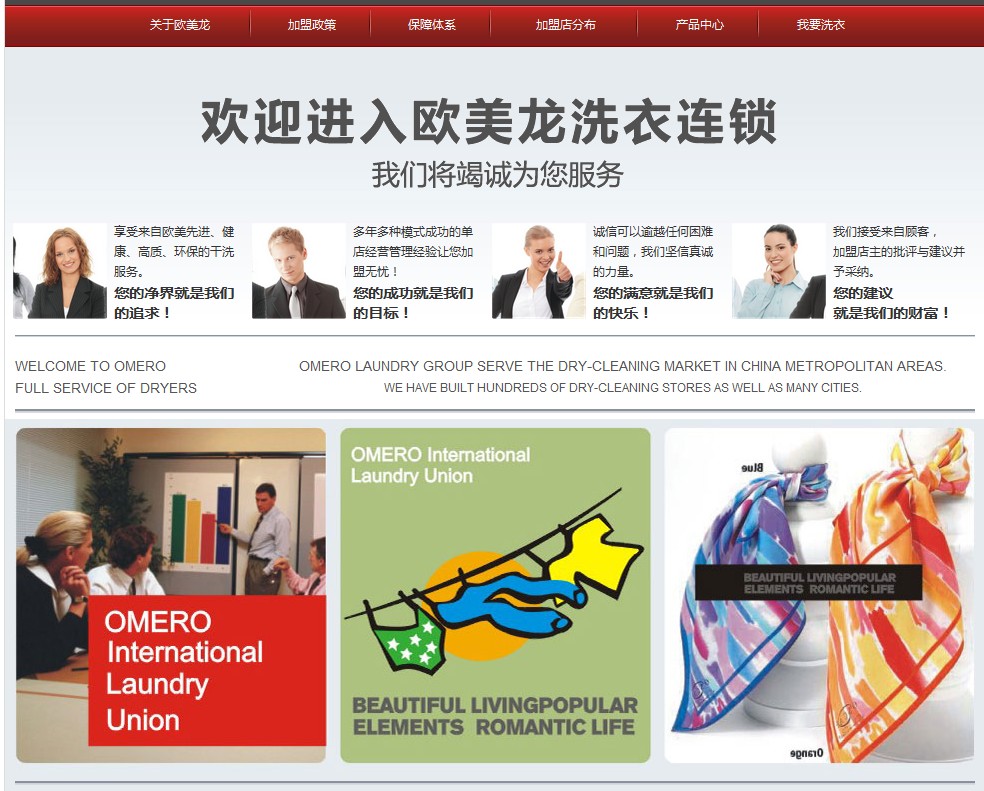 关于欧美龙 加盟政策 保障体系 加盟店分布 产品中心 我要洗衣
欢迎进入欧美龙洗衣连锁
我们将竭诚为您服务
享受来自欧美先进、健
康、高质、环保的干洗
服务。
您的净界就是我们
的追求！
多年多种模式成功的单
店经营管理经验让您加
盟无忧！
您的成功就是我们
的目标！
诚信可以逾越任何困难
和问题，我们坚信真诚
的力量。
您的满意就是我们
的快乐！
我们接受来自顾客，
加盟店主的批评与建议并
予采纳。
您的建议
就是我们的财富！
WELCOME TO OMERO
FULL SERVICE OF DRYERS
OMERO LAUNDRY GROUP SERVE THE DRY-CLEANING MARKET IN CHINA METROPOLITAN AREAS.
WE HAVE BUILT HUNDREDS OF DRY-CLEANING STORES AS WELL AS MANY CITIES.
OMERO
International
Laundry
Union
OMERO International
Laundry Union
BEAUTIFUL LIVINGPOPULAR
ELEMENTS ROMANTIC LIFE
Blue
BEAUTIFUL LIVINGPOPULAR
ELEMENTS ROMANTIC LIFE
Orange